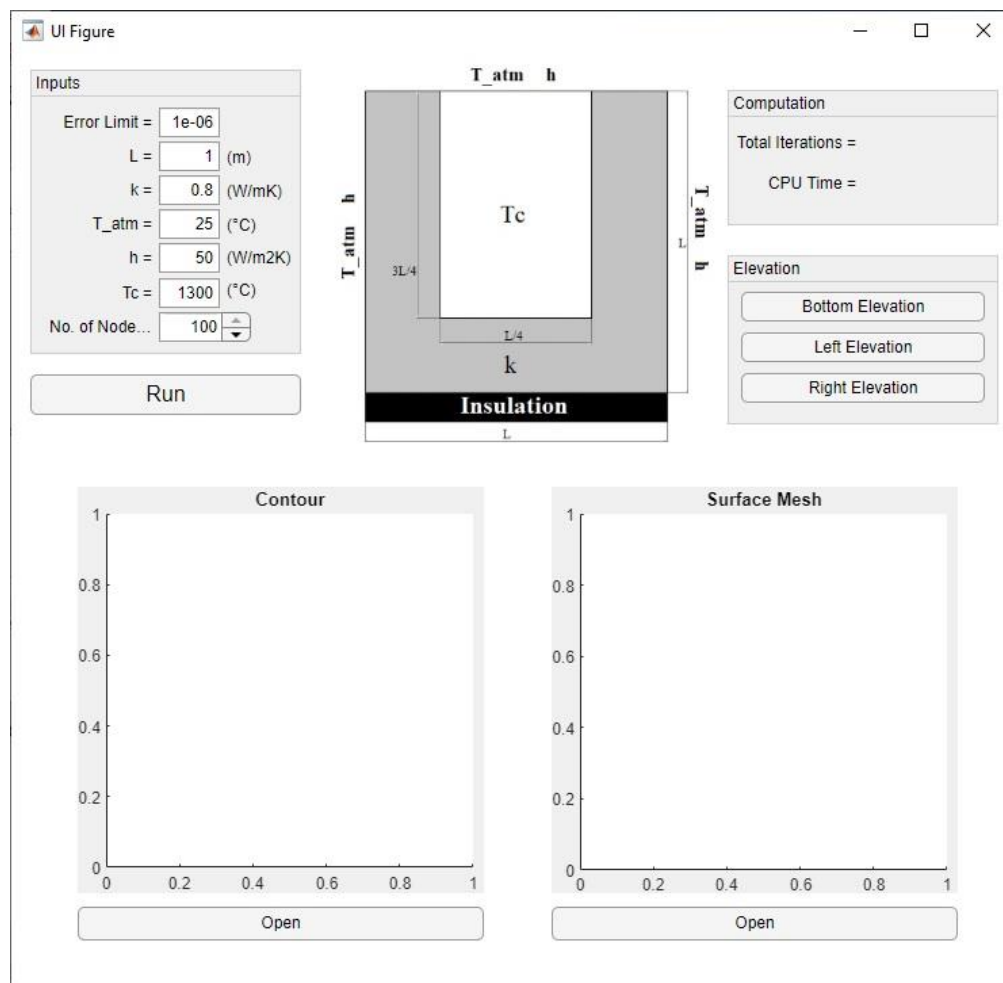 UI Figure
Inputs
Error Limit = 1e-06
L = 1 (m)
k = 0.8 (W/mK)
T_atm = 25 (°C)
h = 50 (W/m2K)
Tc = 1300 (°C)
No. of Node... 100
Run
T_atm h
T_atm h
Tc
3L/4
L/4
k
Insulation
L
L
T_atm h
Computation
Total Iterations =
CPU Time =
Elevation
Bottom Elevation
Left Elevation
Right Elevation
Contour
1
0.8
0.6
0.4
0.2
0
0 0.2 0.4 0.6 0.8 1
Open
Surface Mesh
1
0.8
0.6
0.4
0.2
0
0 0.2 0.4 0.6 0.8 1
Open